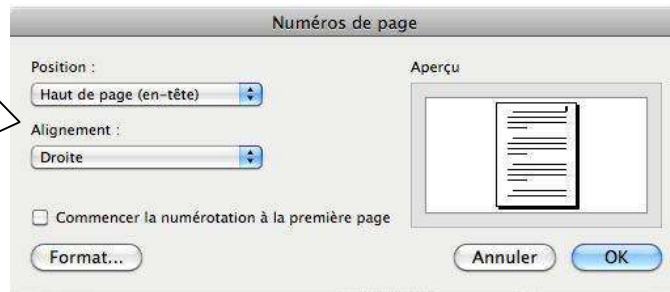 Numéros de page
Position :
Aperçu
Haut de page (en-tête)
Alignement :
Droite
Commencer la numérotation à la première page
Format...
Annuler
OK